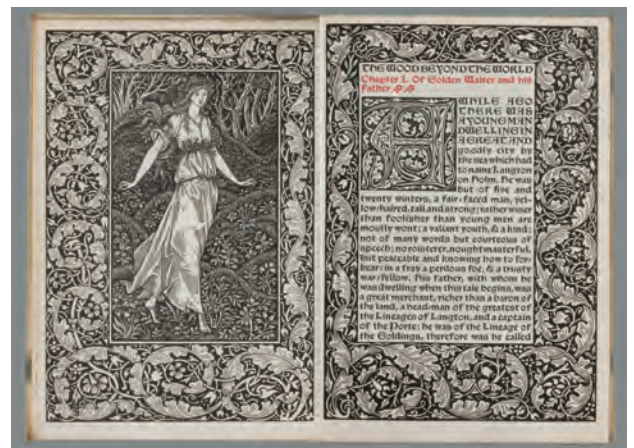 THE WOOD BEYOND THE WORLD
Chapter I. Of Golden Walter and his
Father
A WHILE AGO
THERE WAS
A YOUNG MAN
DWELLING IN
A GREAT AND
goodly city by
the sea which had
to name Langton
on Holm. He was
but of five and
twenty winters, a fair-faced man, yel-
low-haired, tall and strong; rather wiser
than foolisher than young men are
mostly wont; a valiant youth, & a kind;
not of many words but courteous of
speech; no roisterer, nought masterful,
but peaceable and knowing how to for-
bear: in a fray a perilous foe, & a trusty
war-fellow. His father, with whom he
was dwelling when this tale begins, was
a great merchant, richer than a baron of
the land, a head-man of the greatest of
the Lineages of Langton, and a captain
of the Porte; he was of the Lineage of
the Goldings, therefore was he called